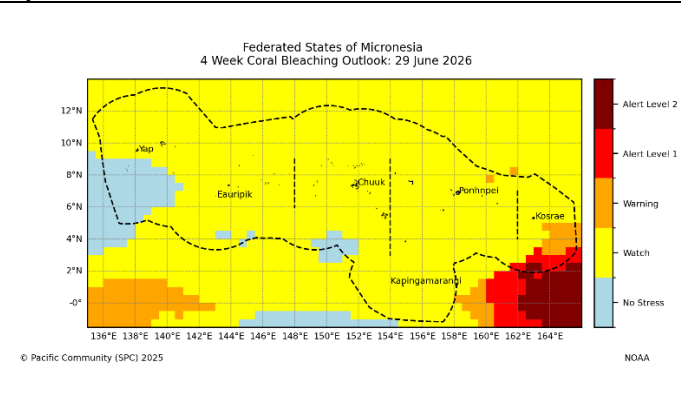 Federated States of Micronesia
4 Week Coral Bleaching Outlook: 29 June 2026
12°N
10°N
8°N
6°N
4°N
2°N
-0°
Yap
Eauripik
Chuuk
Pohnpei
Kosrae
Kapingamarangi
136°E 138°E 140°E 142°E 144°E 146°E 148°E 150°E 152°E 154°E 156°E 158°E 160°E 162°E 164°E
Alert Level 2
Alert Level 1
Warning
Watch
No Stress
© Pacific Community (SPC) 2025
NOAA